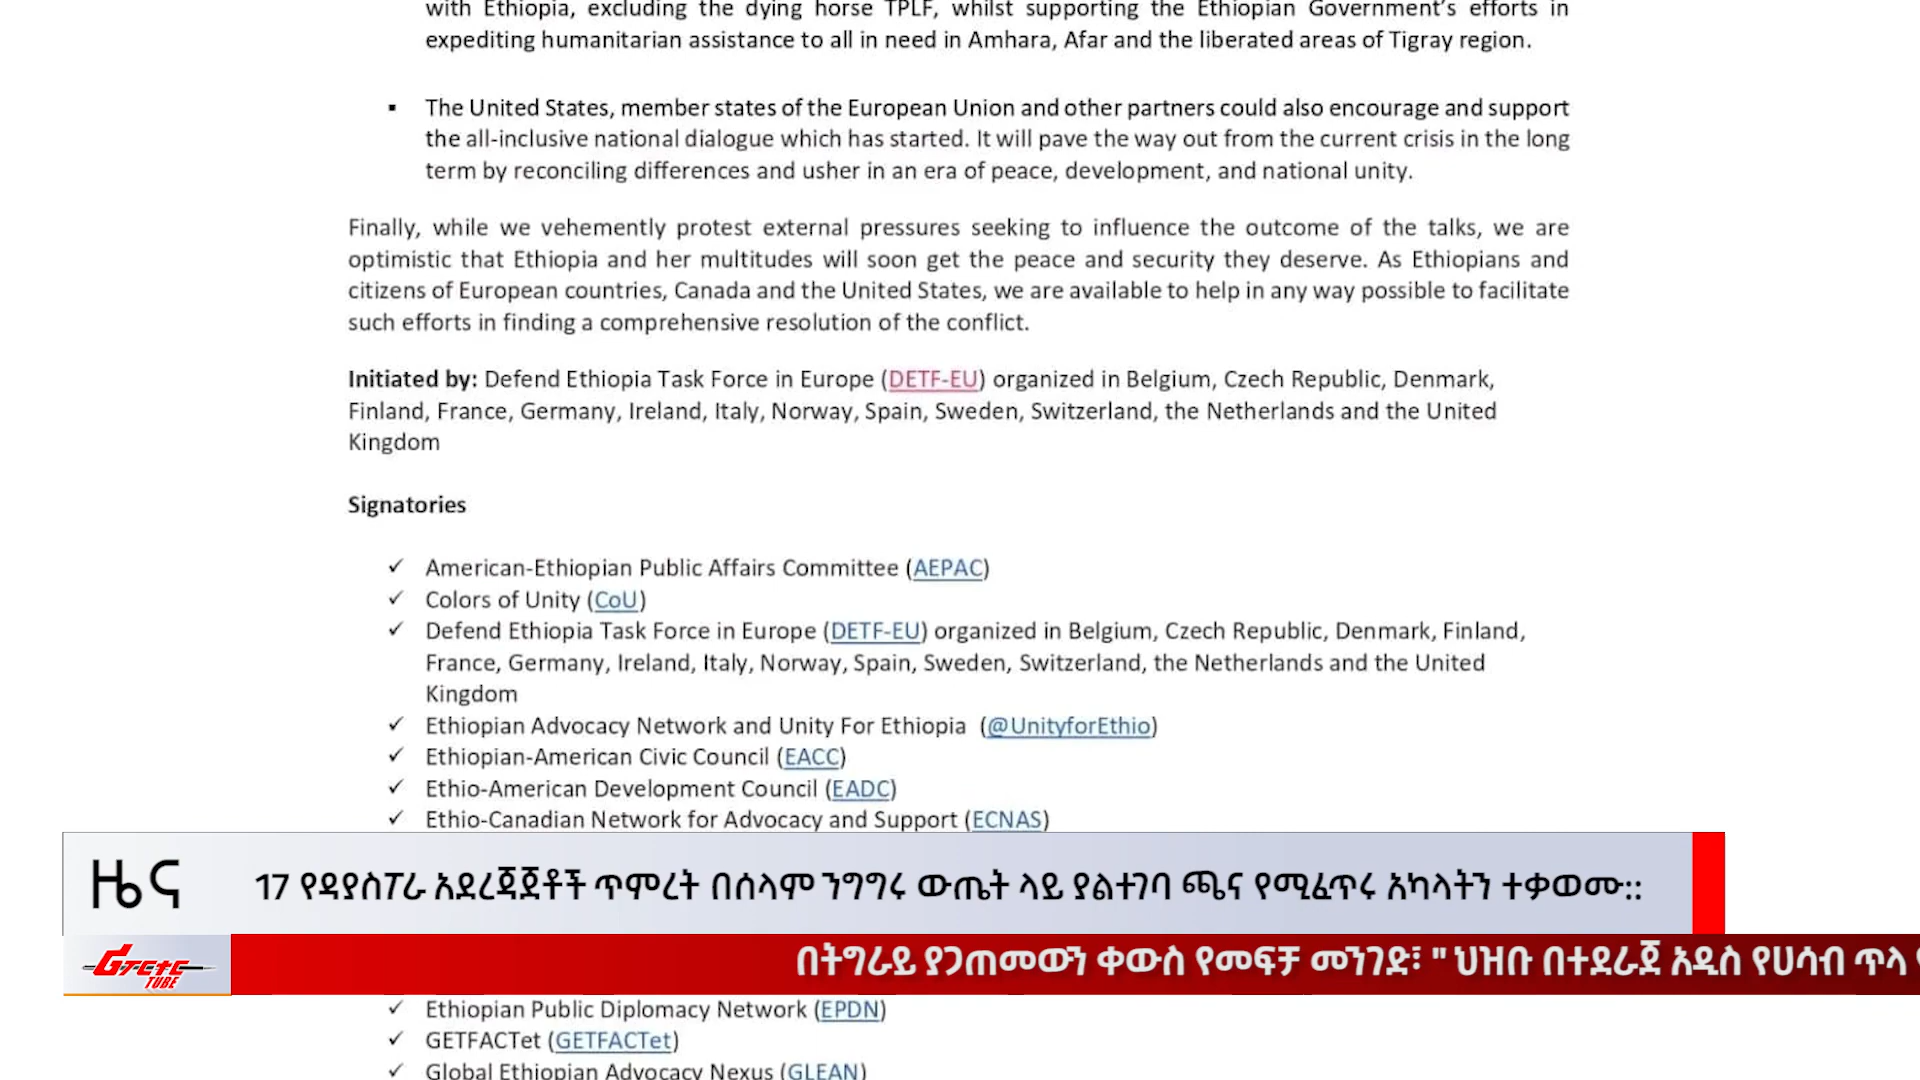 with Ethiopia, excluding the dying horse TPLF, whilst supporting the Ethiopian Government's efforts in
expediting humanitarian assistance to all in need in Amhara, Afar and the liberated areas of Tigray region.
▪ The United States, member states of the European Union and other partners could also encourage and support
the all-inclusive national dialogue which has started. It will pave the way out from the current crisis in the long
term by reconciling differences and usher in an era of peace, development, and national unity.
Finally, while we vehemently protest external pressures seeking to influence the outcome of the talks, we are
optimistic that Ethiopia and her multitudes will soon get the peace and security they deserve. As Ethiopians and
citizens of European countries, Canada and the United States, we are available to help in any way possible to facilitate
such efforts in finding a comprehensive resolution of the conflict.
Initiated by: Defend Ethiopia Task Force in Europe (DETF-EU) organized in Belgium, Czech Republic, Denmark,
Finland, France, Germany, Ireland, Italy, Norway, Spain, Sweden, Switzerland, the Netherlands and the United
Kingdom
Signatories
✓ American-Ethiopian Public Affairs Committee (AEPAC)
✓ Colors of Unity (CoU)
✓ Defend Ethiopia Task Force in Europe (DETF-EU) organized in Belgium, Czech Republic, Denmark, Finland,
France, Germany, Ireland, Italy, Norway, Spain, Sweden, Switzerland, the Netherlands and the United
Kingdom
✓ Ethiopian Advocacy Network and Unity For Ethiopia (@UnityforEthio)
✓ Ethiopian-American Civic Council (EACC)
✓ Ethio-American Development Council (EADC)
✓ Ethio-Canadian Network for Advocacy and Support (ECNAS)
ዜና
17 የዳያስፖራ አደረጃጀቶች ጥምረት በሰላም ንግግሩ ውጤት ላይ ያልተገባ ጫና የሚፈጥሩ አካላትን ተቃወሙ::
TUBE
በትግራይ ያጋጠመውን ቀውስ የመፍቻ መንገድ፣ " ህዝቡ በተደራጀ አዲስ የሀሳብ ጥላ
✓ Ethiopian Public Diplomacy Network (EPDN)
✓ GETFACTet (GETFACTet)
✓ Global Ethiopian Advocacy Nexus (GLEAN)